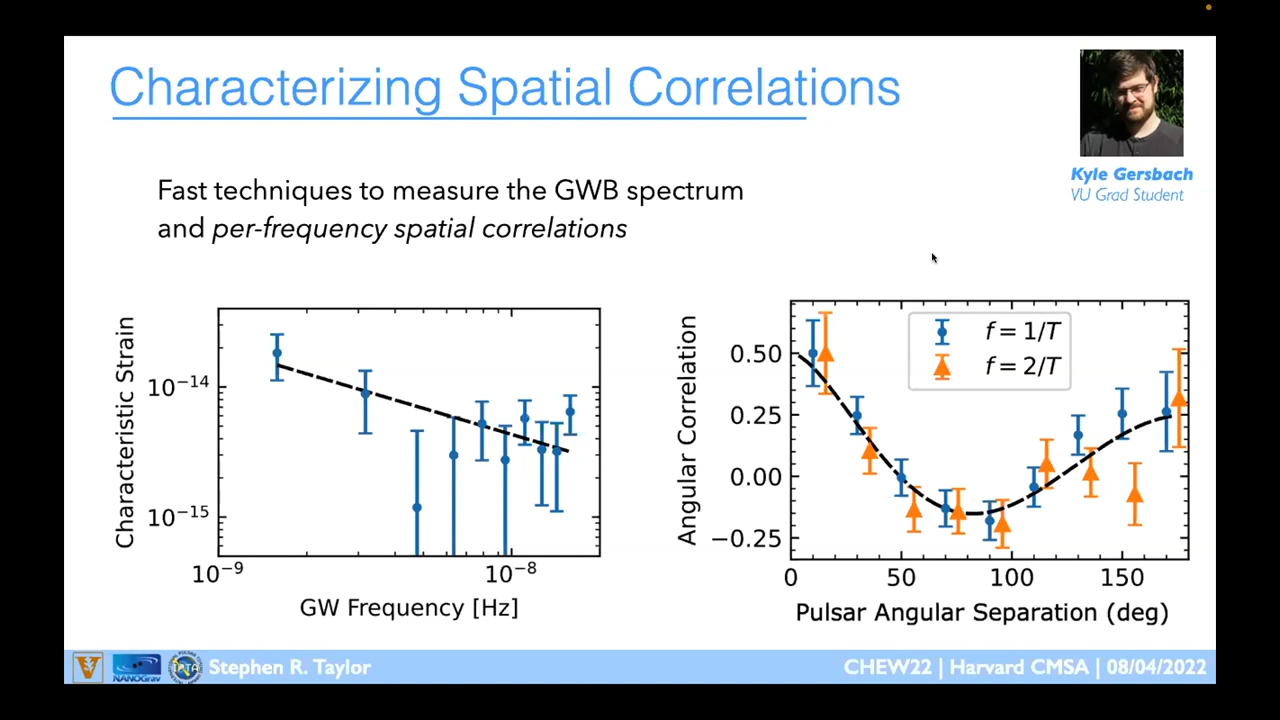 Characterizing Spatial Correlations
Kyle Gersbach
VU Grad Student
Fast techniques to measure the GWB spectrum
and per-frequency spatial correlations
Characteristic Strain
10⁻¹⁴
10⁻¹⁵
10⁻⁹
10⁻⁸
GW Frequency [Hz]
Angular Correlation
0.50
0.25
0.00
−0.25
f = 1/T
f = 2/T
0 50 100 150
Pulsar Angular Separation (deg)
V
NANOGrav
IPTA
Stephen R. Taylor
CHEW22 | Harvard CMSA | 08/04/2022